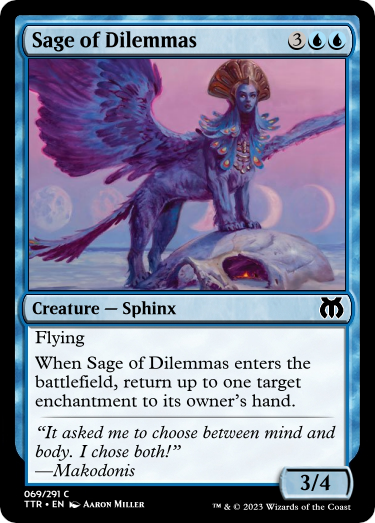 Sage of Dilemmas 3
Creature — Sphinx
Flying
When Sage of Dilemmas enters the
battlefield, return up to one target
enchantment to its owner's hand.
"It asked me to choose between mind and
body. I chose both!"
—Makodonis
3/4
069/291 C
TTR • EN Aaron Miller
™ & © 2023 Wizards of the Coast